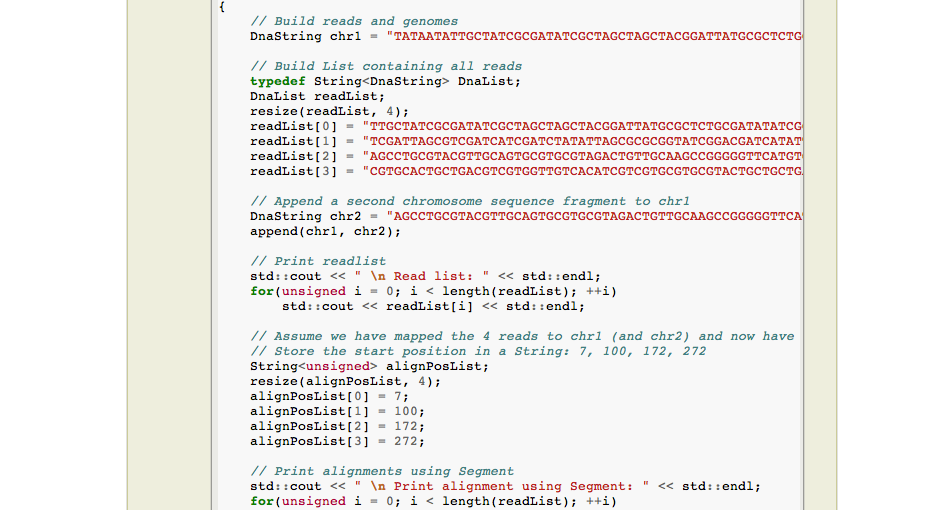 {
// Build reads and genomes
DnaString chr1 = "TATAATATTGCTATCGCGATATCGCTAGCTAGCTACGGATTATGCGCTCTG
// Build List containing all reads
typedef String<DnaString> DnaList;
DnaList readList;
resize(readList, 4);
readList[0] = "TTGCTATCGCGATATCGCTAGCTAGCTACGGATTATGCGCTCTGCGATATATCG
readList[1] = "TCGATTAGCGTCGATCATCGATCTATATTAGCGCGCGGTATCGGACGATCATAT
readList[2] = "AGCCTGCGTACGTTGCAGTGCGTGCGTAGACTGTTGCAAGCCGGGGGTTCATGT
readList[3] = "CGTGCACTGCTGACGTCGTGGTTGTCACATCGTCGTGCGTGCGTACTGCTGCTG
// Append a second chromosome sequence fragment to chr1
DnaString chr2 = "AGCCTGCGTACGTTGCAGTGCGTGCGTAGACTGTTGCAAGCCGGGGGTTCA
append(chr1, chr2);
// Print readlist
std::cout << " \n Read list: " << std::endl;
for(unsigned i = 0; i < length(readList); ++i)
std::cout << readList[i] << std::endl;
// Assume we have mapped the 4 reads to chr1 (and chr2) and now have
// Store the start position in a String: 7, 100, 172, 272
String<unsigned> alignPosList;
resize(alignPosList, 4);
alignPosList[0] = 7;
alignPosList[1] = 100;
alignPosList[2] = 172;
alignPosList[3] = 272;
// Print alignments using Segment
std::cout << " \n Print alignment using Segment: " << std::endl;
for(unsigned i = 0; i < length(readList); ++i)